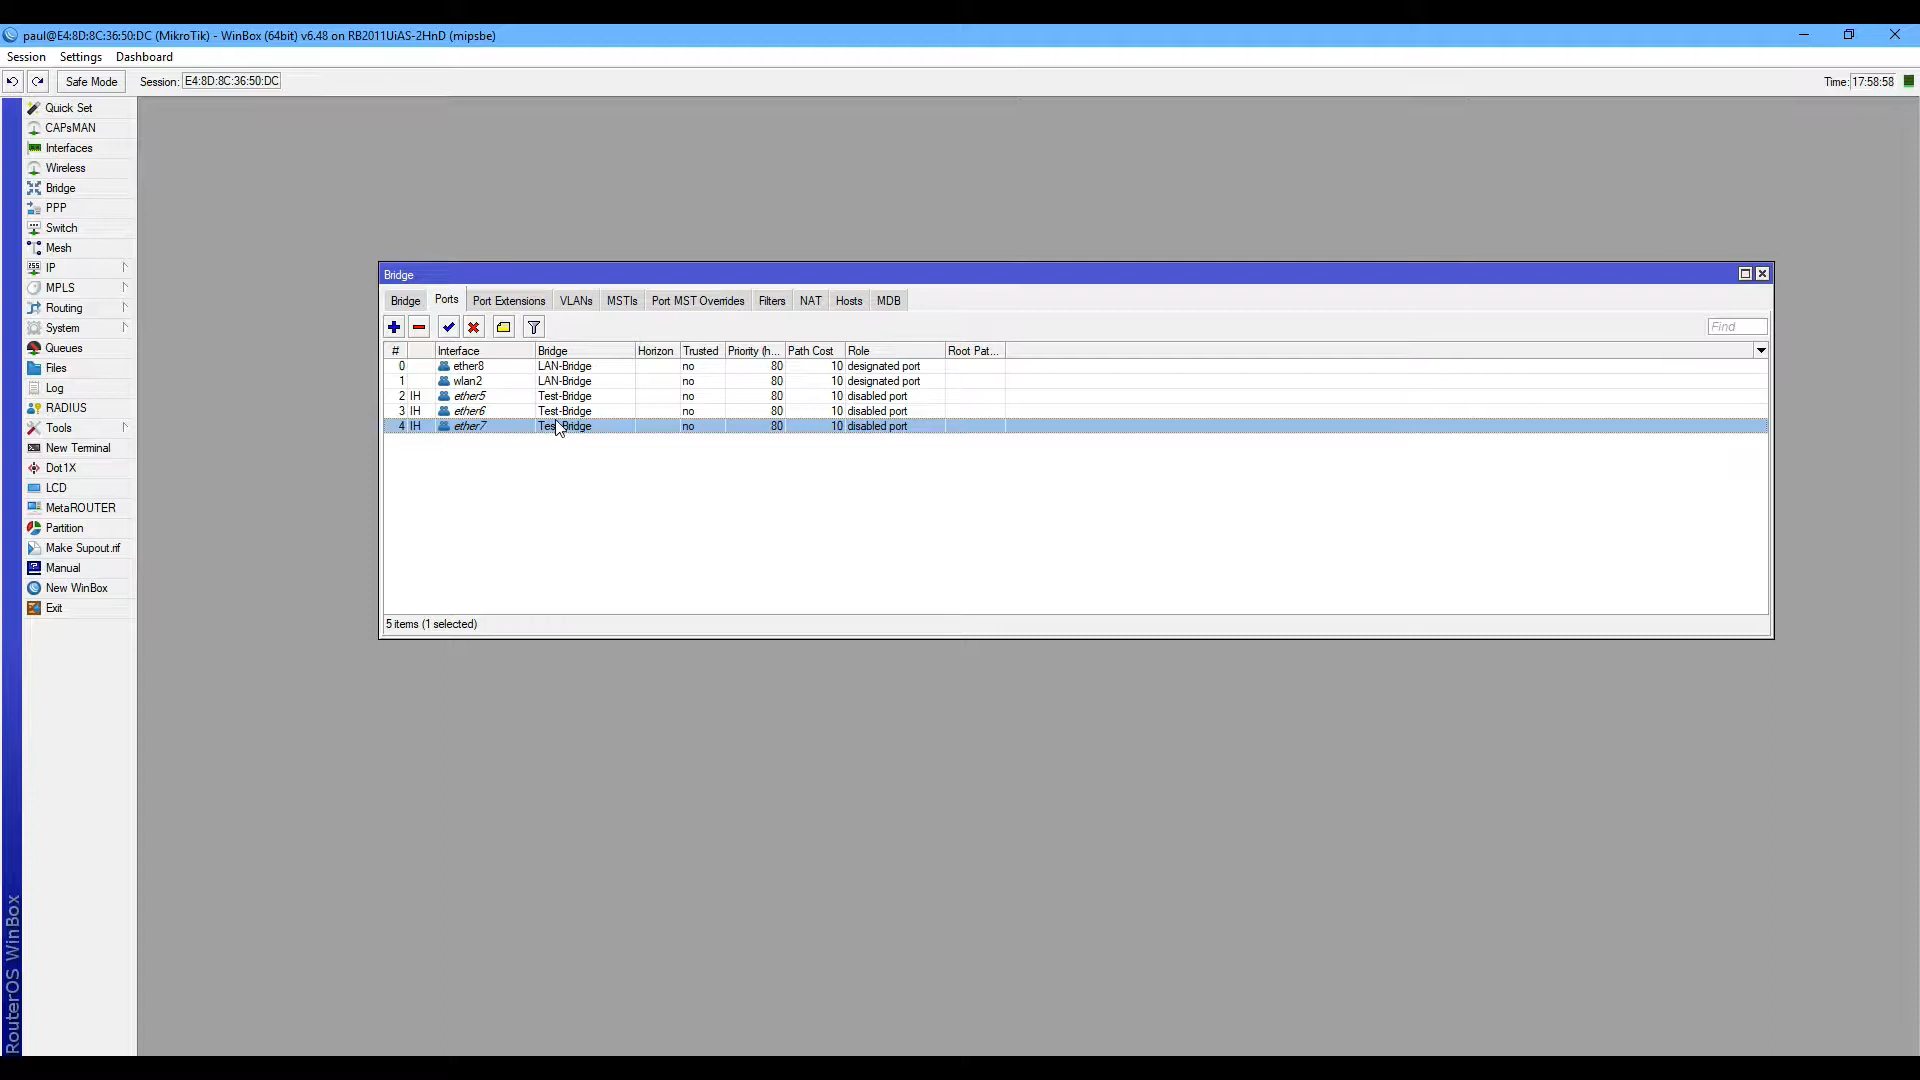 paul@E4:8D:8C:36:50:DC (MikroTik) - WinBox (64bit) v6.48 on RB2011UiAS-2HnD (mipsbe)
Session Settings Dashboard
Safe Mode Session: E4:8D:8C:36:50:DC Time: 17:58:58
Quick Set
CAPsMAN
Interfaces
Wireless
Bridge
PPP
Switch
Mesh
IP
MPLS
Routing
System
Queues
Files
Log
RADIUS
Tools
New Terminal
Dot1X
LCD
MetaROUTER
Partition
Make Supout.rif
Manual
New WinBox
Exit
RouterOS WinBox
Bridge
Bridge Ports Port Extensions VLANs MSTIs Port MST Overrides Filters NAT Hosts MDB
Find
# Interface Bridge Horizon Trusted Priority (h... Path Cost Role Root Pat...
0 ether8 LAN-Bridge no 80 10 designated port
1 wlan2 LAN-Bridge no 80 10 designated port
2 IH ether5 Test-Bridge no 80 10 disabled port
3 IH ether6 Test-Bridge no 80 10 disabled port
4 IH ether7 Test-Bridge no 80 10 disabled port
5 items (1 selected)